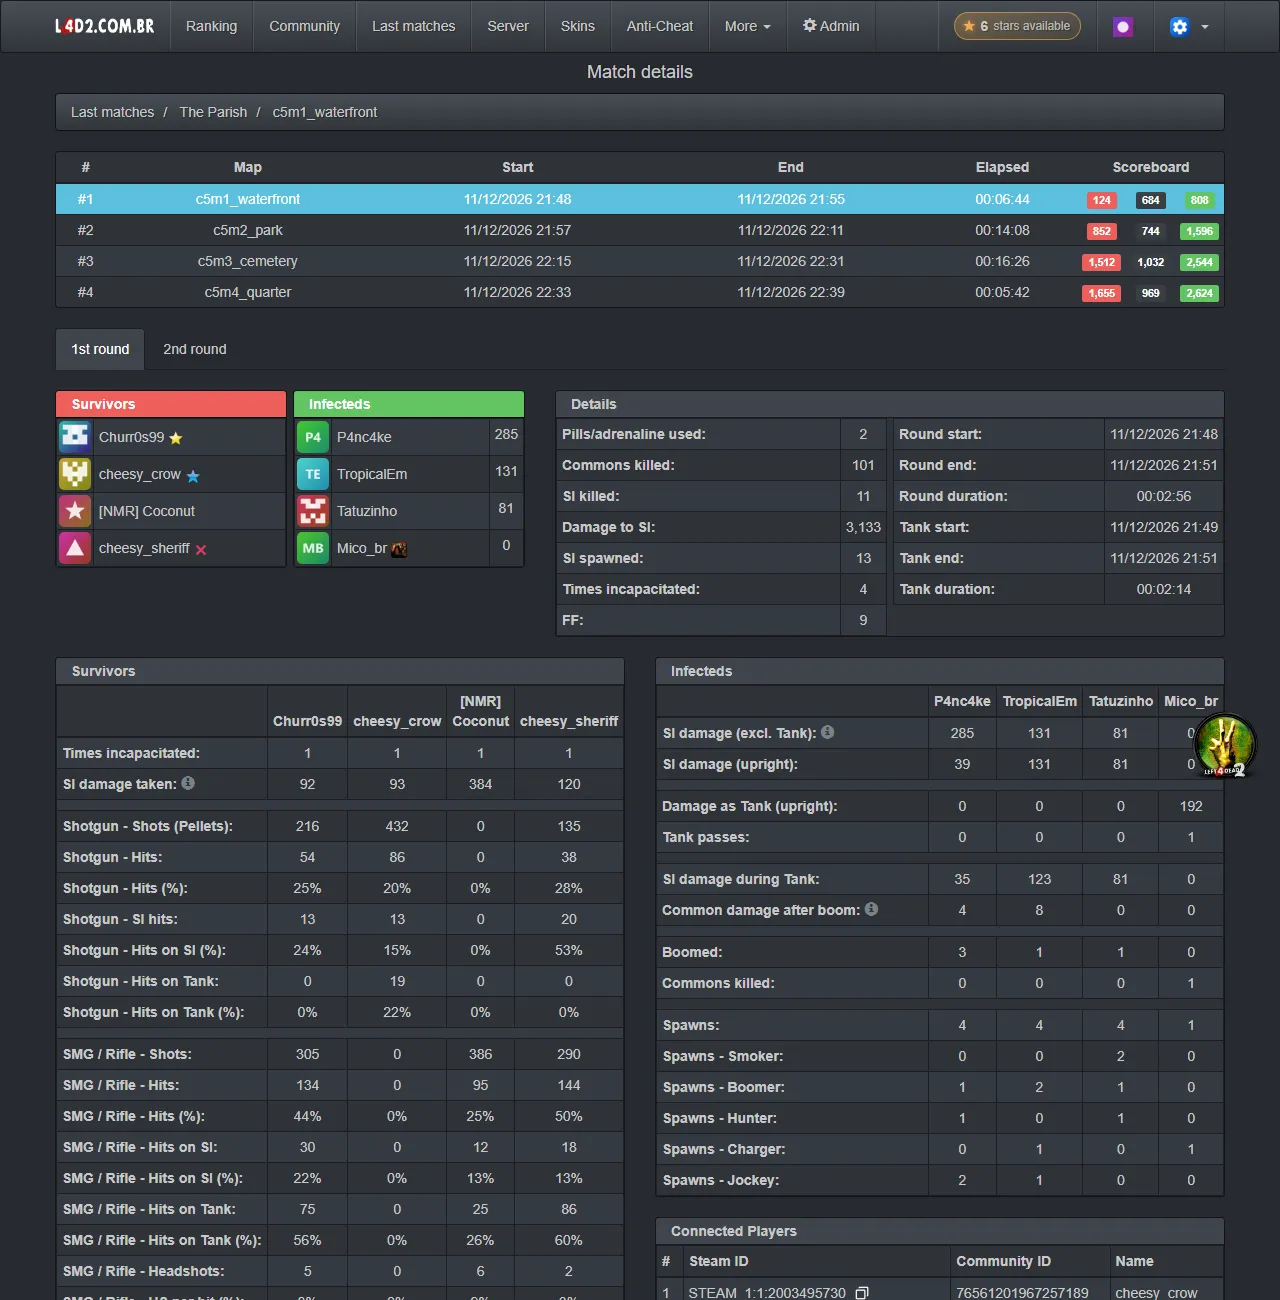 L4D2.COM.BR Ranking Community Last matches Server Skins Anti-Cheat More Admin 6 stars available
Match details
Last matches / The Parish / c5m1_waterfront
# Map Start End Elapsed Scoreboard
#1 c5m1_waterfront 11/12/2026 21:48 11/12/2026 21:55 00:06:44 124 684 808
#2 c5m2_park 11/12/2026 21:57 11/12/2026 22:11 00:14:08 852 744 1,596
#3 c5m3_cemetery 11/12/2026 22:15 11/12/2026 22:31 00:16:26 1,512 1,032 2,544
#4 c5m4_quarter 11/12/2026 22:33 11/12/2026 22:39 00:05:42 1,655 969 2,624
1st round 2nd round
Survivors
Churr0s99
cheesy_crow
[NMR] Coconut
cheesy_sheriff
Infecteds
P4 P4nc4ke 285
TE TropicalEm 131
Tatuzinho 81
MB Mico_br 0
Details
Pills/adrenaline used: 2
Commons killed: 101
SI killed: 11
Damage to SI: 3,133
SI spawned: 13
Times incapacitated: 4
FF: 9
Round start: 11/12/2026 21:48
Round end: 11/12/2026 21:51
Round duration: 00:02:56
Tank start: 11/12/2026 21:49
Tank end: 11/12/2026 21:51
Tank duration: 00:02:14
Survivors
Churr0s99 cheesy_crow [NMR] Coconut cheesy_sheriff
Times incapacitated: 1 1 1 1
SI damage taken: 92 93 384 120
Shotgun - Shots (Pellets): 216 432 0 135
Shotgun - Hits: 54 86 0 38
Shotgun - Hits (%): 25% 20% 0% 28%
Shotgun - SI hits: 13 13 0 20
Shotgun - Hits on SI (%): 24% 15% 0% 53%
Shotgun - Hits on Tank: 0 19 0 0
Shotgun - Hits on Tank (%): 0% 22% 0% 0%
SMG / Rifle - Shots: 305 0 386 290
SMG / Rifle - Hits: 134 0 95 144
SMG / Rifle - Hits (%): 44% 0% 25% 50%
SMG / Rifle - Hits on SI: 30 0 12 18
SMG / Rifle - Hits on SI (%): 22% 0% 13% 13%
SMG / Rifle - Hits on Tank: 75 0 25 86
SMG / Rifle - Hits on Tank (%): 56% 0% 26% 60%
SMG / Rifle - Headshots: 5 0 6 2
Infecteds
P4nc4ke TropicalEm Tatuzinho Mico_br
SI damage (excl. Tank): 285 131 81 0
SI damage (upright): 39 131 81 0
LEFT 4 DEAD 2
Damage as Tank (upright): 0 0 0 192
Tank passes: 0 0 0 1
SI damage during Tank: 35 123 81 0
Common damage after boom: 4 8 0 0
Boomed: 3 1 1 0
Commons killed: 0 0 0 1
Spawns: 4 4 4 1
Spawns - Smoker: 0 0 2 0
Spawns - Boomer: 1 2 1 0
Spawns - Hunter: 1 0 1 0
Spawns - Charger: 0 1 0 1
Spawns - Jockey: 2 1 0 0
Connected Players
# Steam ID Community ID Name
1 STEAM_1:1:2003495730 76561201967257189 cheesy_crow